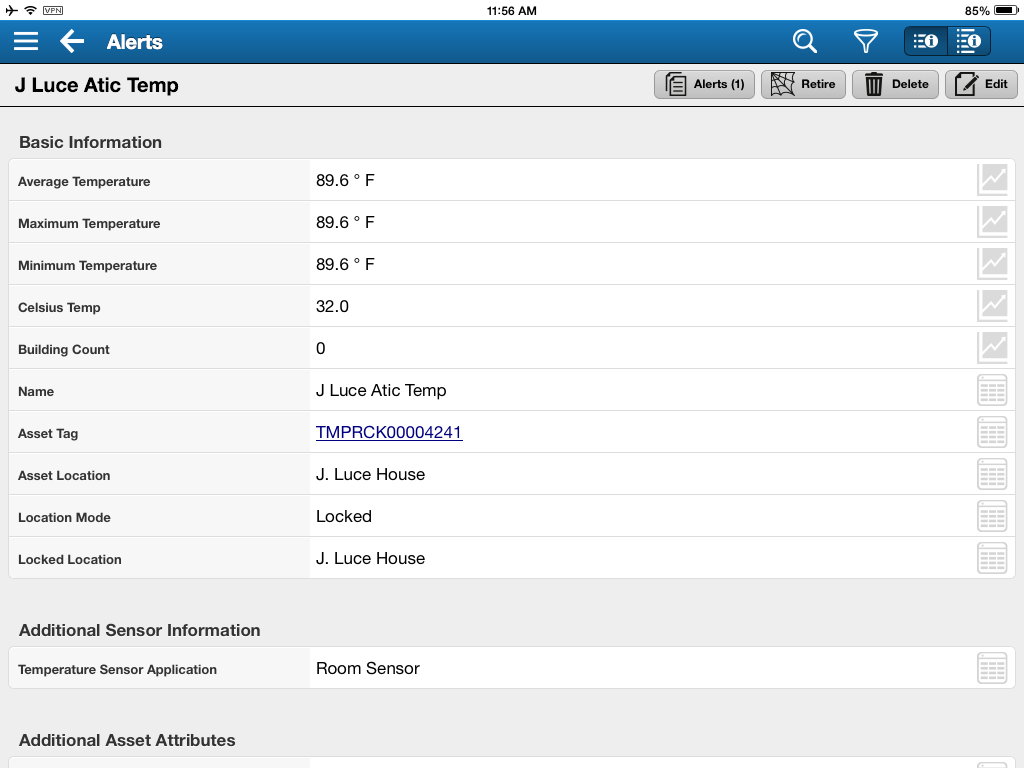 VPN 11:56 AM 85%
Alerts
J Luce Atic Temp Alerts (1) Retire Delete Edit
Basic Information
Average Temperature 89.6 ° F
Maximum Temperature 89.6 ° F
Minimum Temperature 89.6 ° F
Celsius Temp 32.0
Building Count 0
Name J Luce Atic Temp
Asset Tag TMPRCK00004241
Asset Location J. Luce House
Location Mode Locked
Locked Location J. Luce House
Additional Sensor Information
Temperature Sensor Application Room Sensor
Additional Asset Attributes